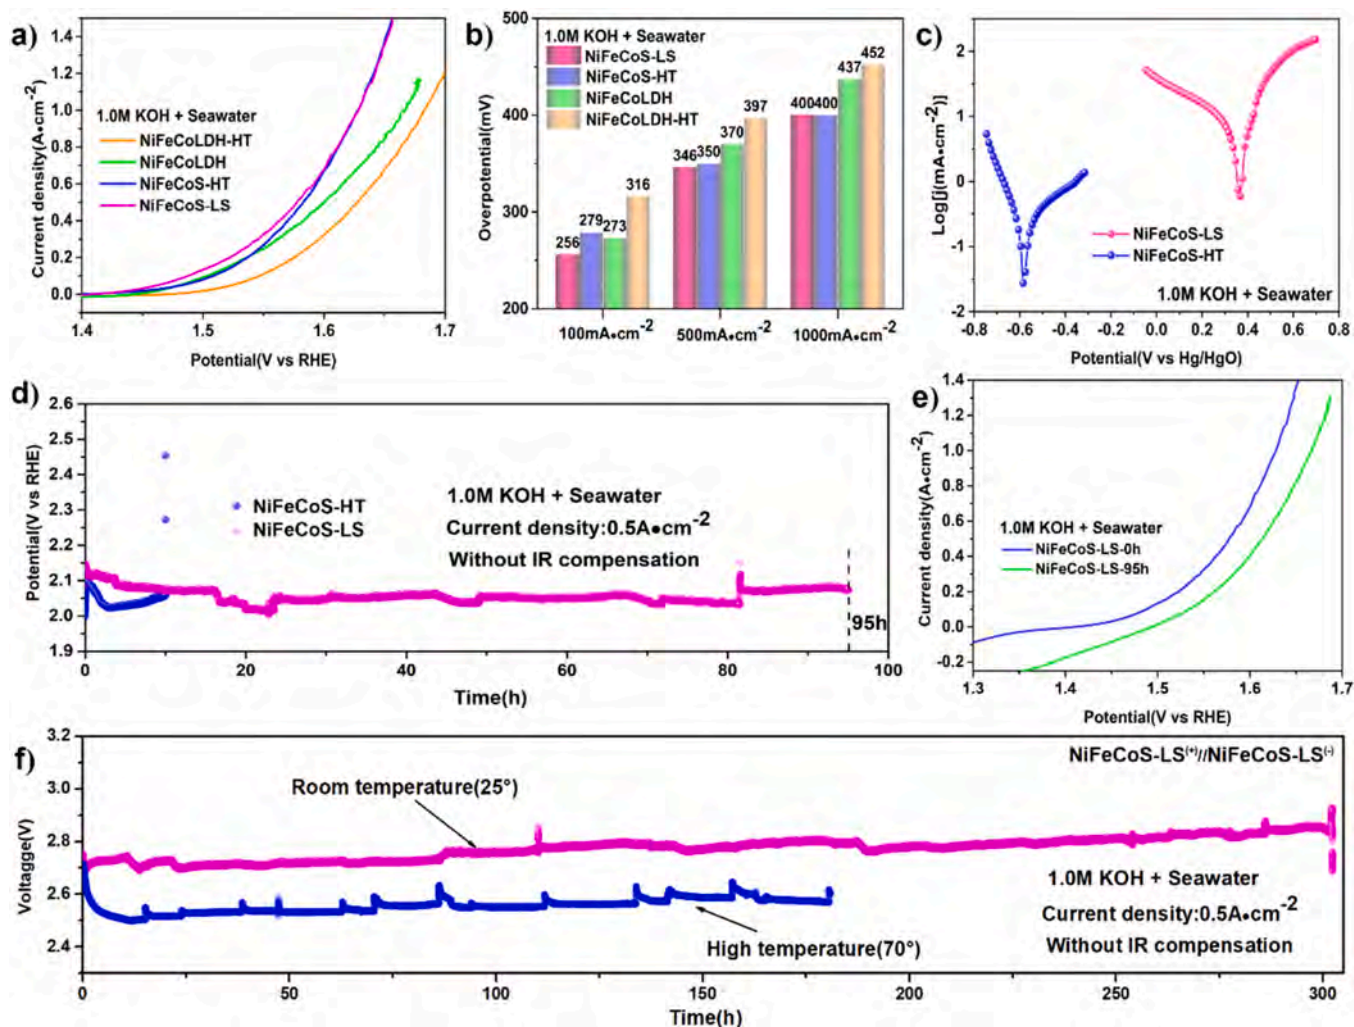 a)
Current density(A•cm-2)
1.4
1.2
1.0
0.8
0.6
0.4
0.2
0.0
1.0M KOH + Seawater
NiFeCoLDH-HT
NiFeCoLDH
NiFeCoS-HT
NiFeCoS-LS
1.4 1.5 1.6 1.7
Potential(V vs RHE)
b)
Overpotential(mV)
500
400
300
200
1.0M KOH + Seawater
NiFeCoS-LS
NiFeCoS-HT
NiFeCoLDH
NiFeCoLDH-HT
256 279 273 316
346 350 370 397
400 400 437 452
100mA•cm-2 500mA•cm-2 1000mA•cm-2
c)
Log[j(mA•cm-2)]
2
1
0
-1
-2
NiFeCoS-LS
NiFeCoS-HT
1.0M KOH + Seawater
-0.8 -0.6 -0.4 -0.2 0.0 0.2 0.4 0.6 0.8
Potential(V vs Hg/HgO)
d)
Potential(V vs RHE)
2.6
2.5
2.4
2.3
2.2
2.1
2.0
1.9
NiFeCoS-HT
NiFeCoS-LS
1.0M KOH + Seawater
Current density:0.5A•cm-2
Without IR compensation
95h
0 20 40 60 80 100
Time(h)
e)
Current density(A•cm-2)
1.4
1.2
1.0
0.8
0.6
0.4
0.2
0.0
-0.2
1.0M KOH + Seawater
NiFeCoS-LS-0h
NiFeCoS-LS-95h
1.3 1.4 1.5 1.6 1.7
Potential(V vs RHE)
f)
Voltagge(V)
3.2
3.0
2.8
2.6
2.4
NiFeCoS-LS(+)//NiFeCoS-LS(-)
Room temperature(25°)
High temperature(70°)
1.0M KOH + Seawater
Current density:0.5A•cm-2
Without IR compensation
0 50 100 150 200 250 300
Time(h)